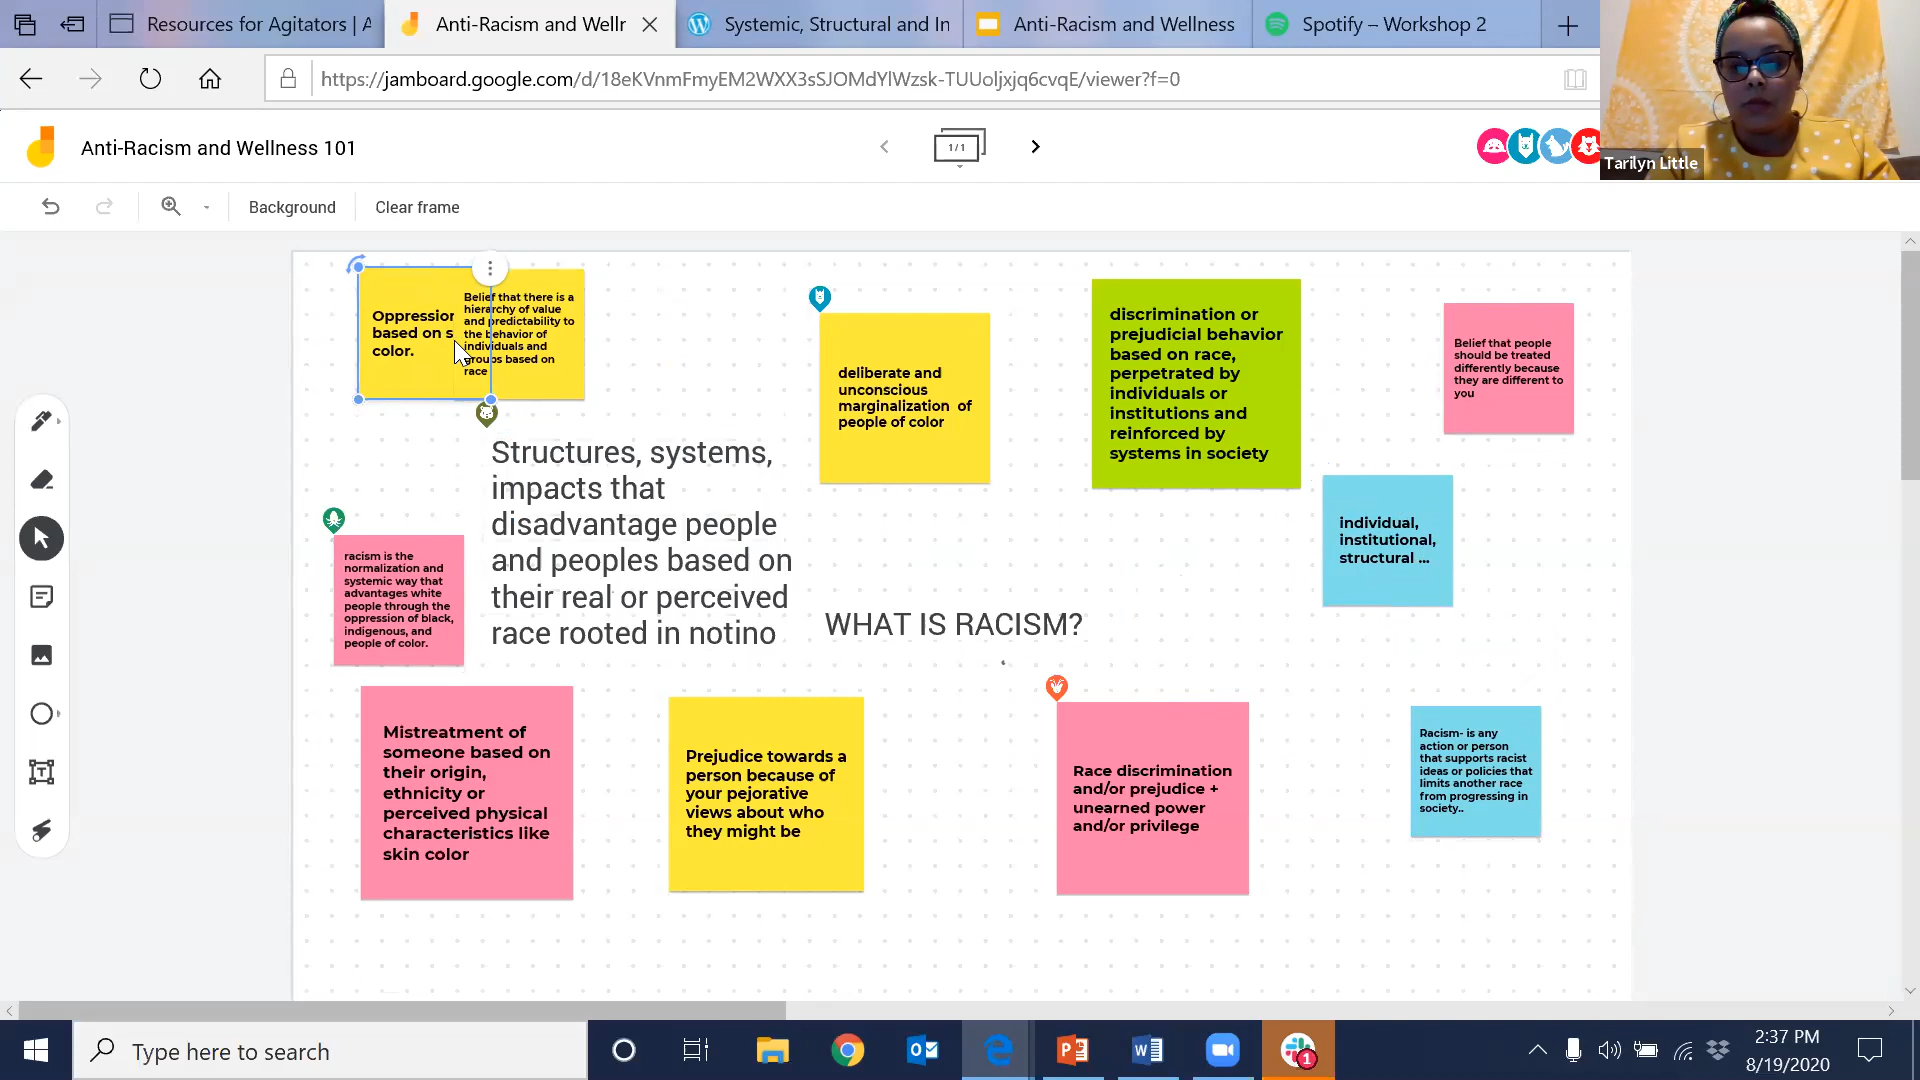 Resources for Agitators | A
Anti-Racism and Wellr
Systemic, Structural and In
Anti-Racism and Wellness
Spotify – Workshop 2
https://jamboard.google.com/d/18eKVnmFmyEM2WXX3sSJOMdYlWzsk-TUUoljxjq6cvqE/viewer?f=0
Anti-Racism and Wellness 101
1/1
Tarilyn Little
Background
Clear frame
Oppression
based on s
color.
Belief that there is a
hierarchy of value
and predictability to
the behavior of
individuals and
groups based on
race
deliberate and
unconscious
marginalization of
people of color
discrimination or
prejudicial behavior
based on race,
perpetrated by
individuals or
institutions and
reinforced by
systems in society
Belief that people
should be treated
differently because
they are different to
you
Structures, systems,
impacts that
disadvantage people
and peoples based on
their real or perceived
race rooted in notino
individual,
institutional,
structural ...
racism is the
normalization and
systemic way that
advantages white
people through the
oppression of black,
indigenous, and
people of color.
WHAT IS RACISM?
Mistreatment of
someone based on
their origin,
ethnicity or
perceived physical
characteristics like
skin color
Prejudice towards a
person because of
your pejorative
views about who
they might be
Race discrimination
and/or prejudice +
unearned power
and/or privilege
Racism- is any
action or person
that supports racist
ideas or policies that
limits another race
from progressing in
society..
Type here to search
1
2:37 PM
8/19/2020